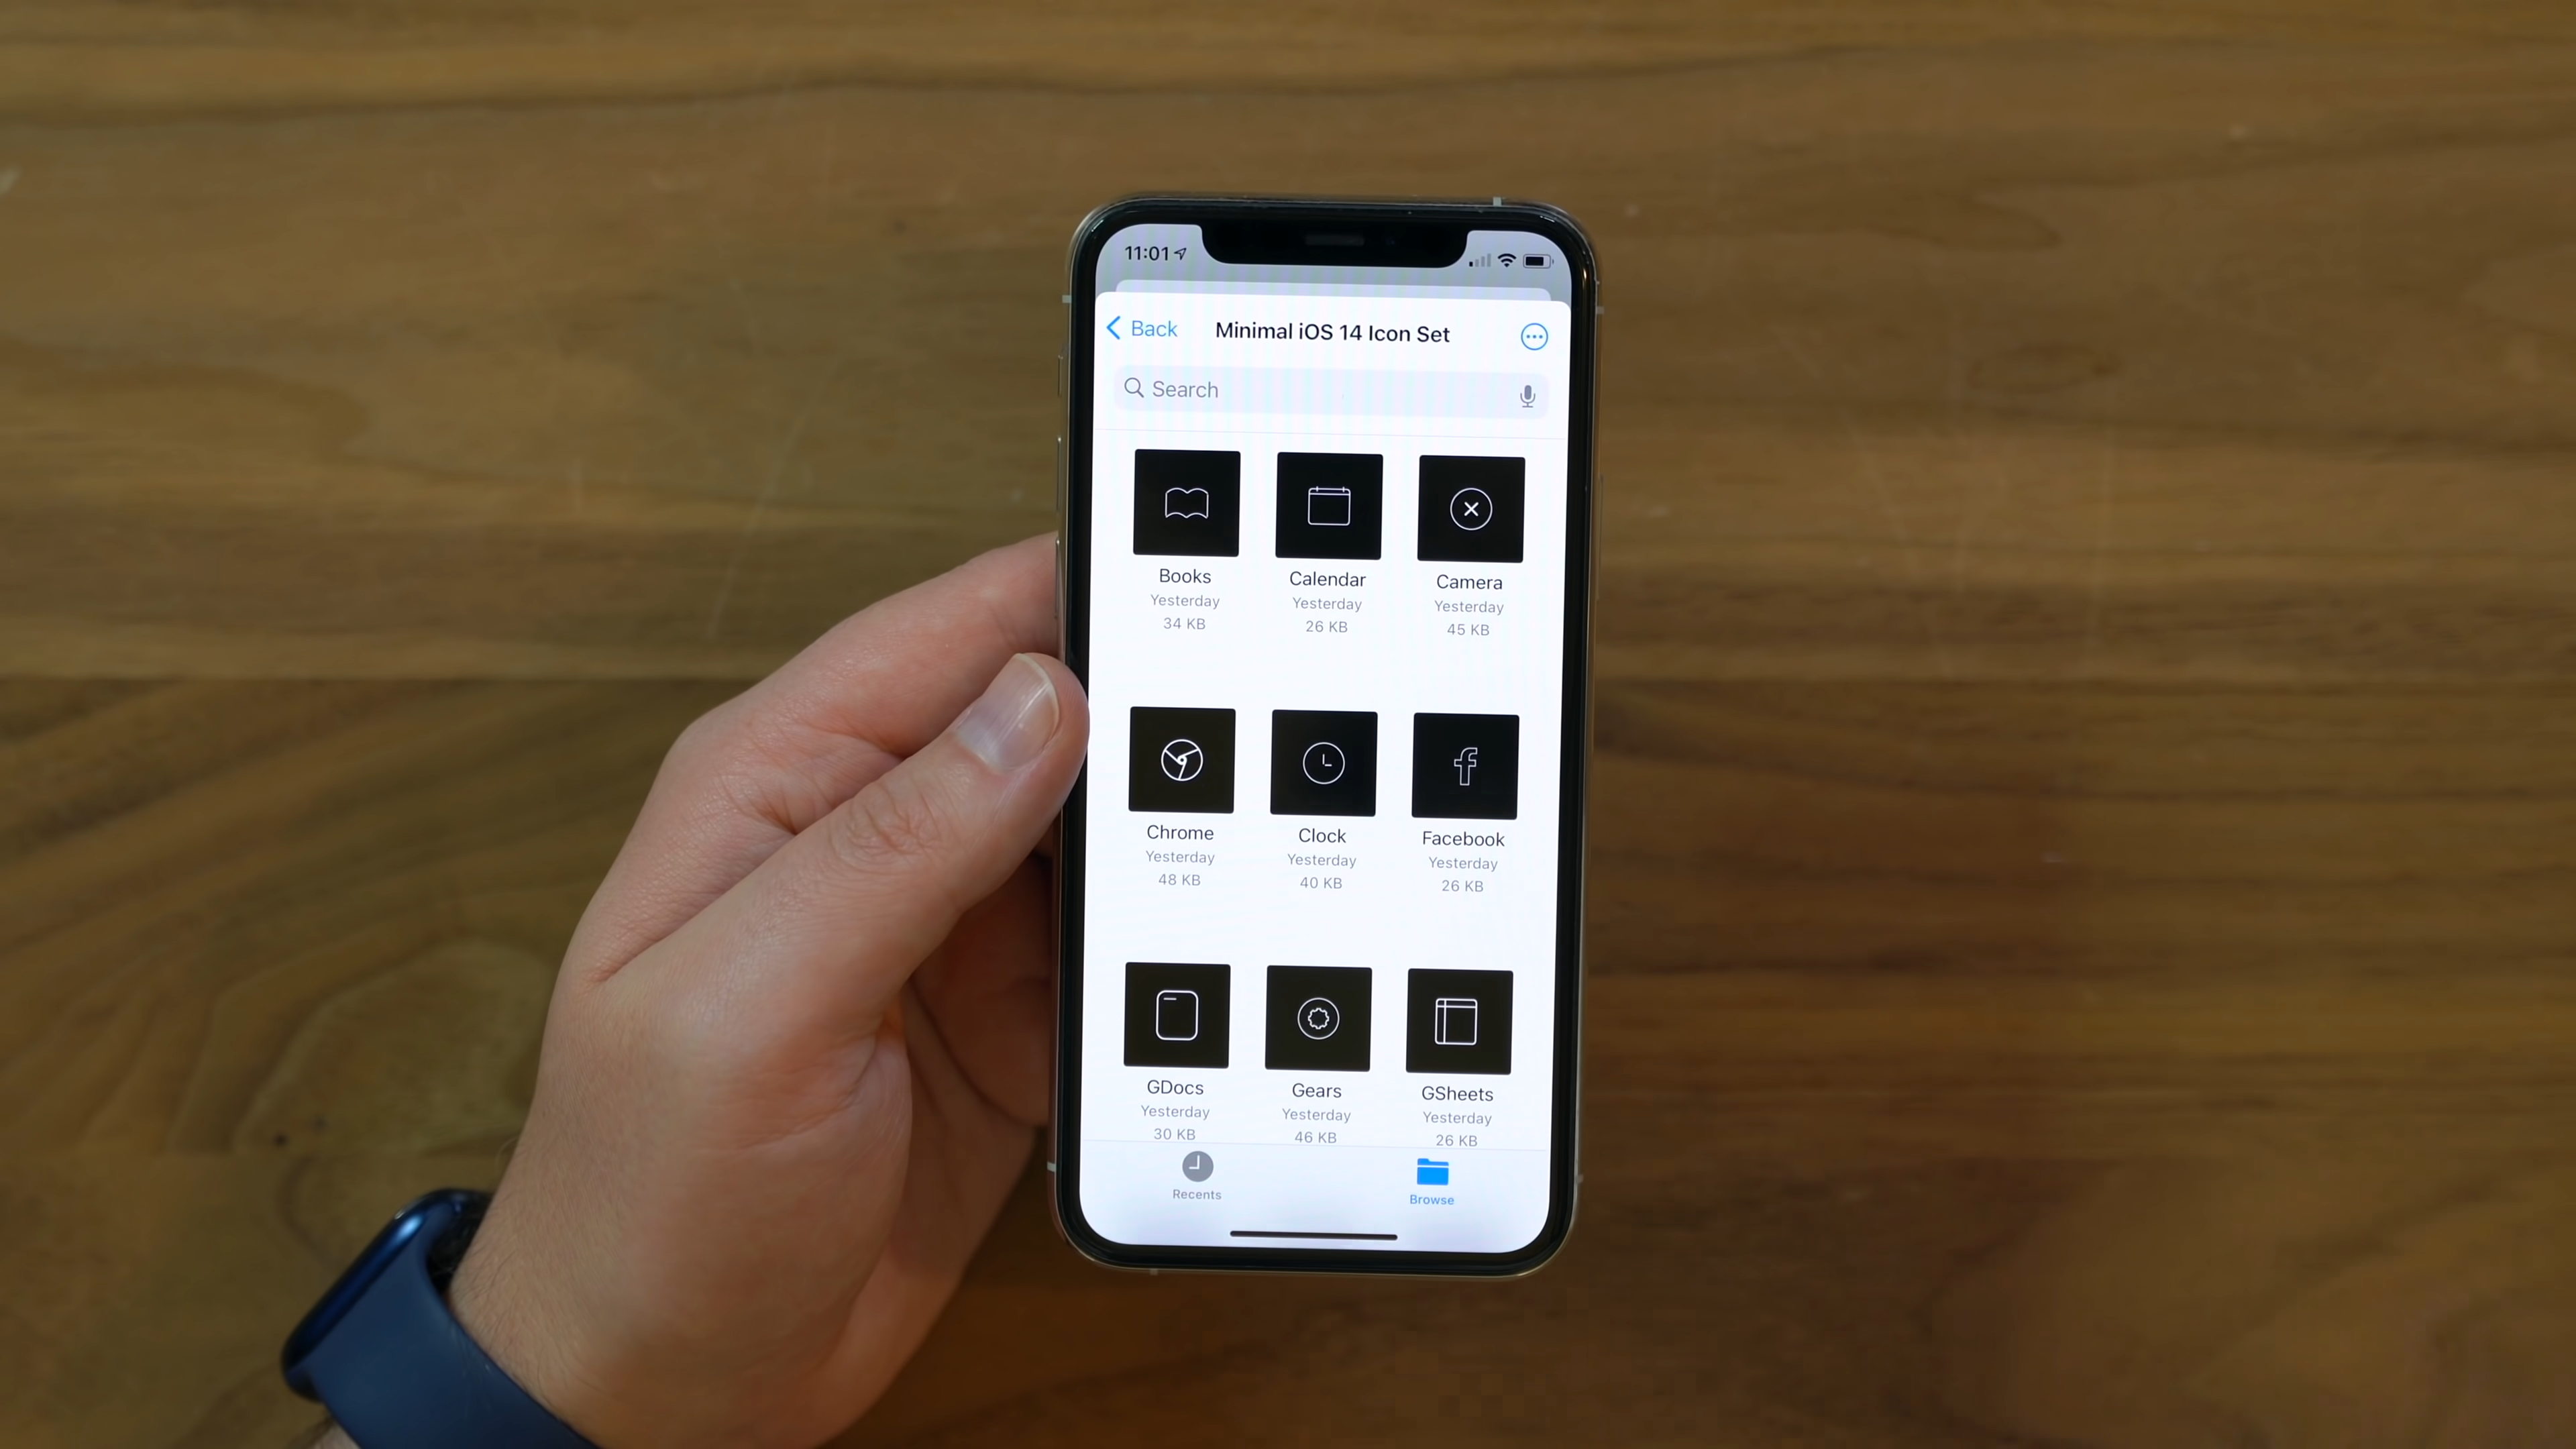 11:01
Back
Minimal iOS 14 Icon Set
Search
Books
Calendar
Camera
Yesterday
Yesterday
Yesterday
34 KB
26 KB
45 KB
Chrome
Clock
Facebook
Yesterday
Yesterday
Yesterday
48 KB
40 KB
26 KB
GDocs
Gears
GSheets
Yesterday
Yesterday
Yesterday
30 KB
46 KB
26 KB
Recents
Browse